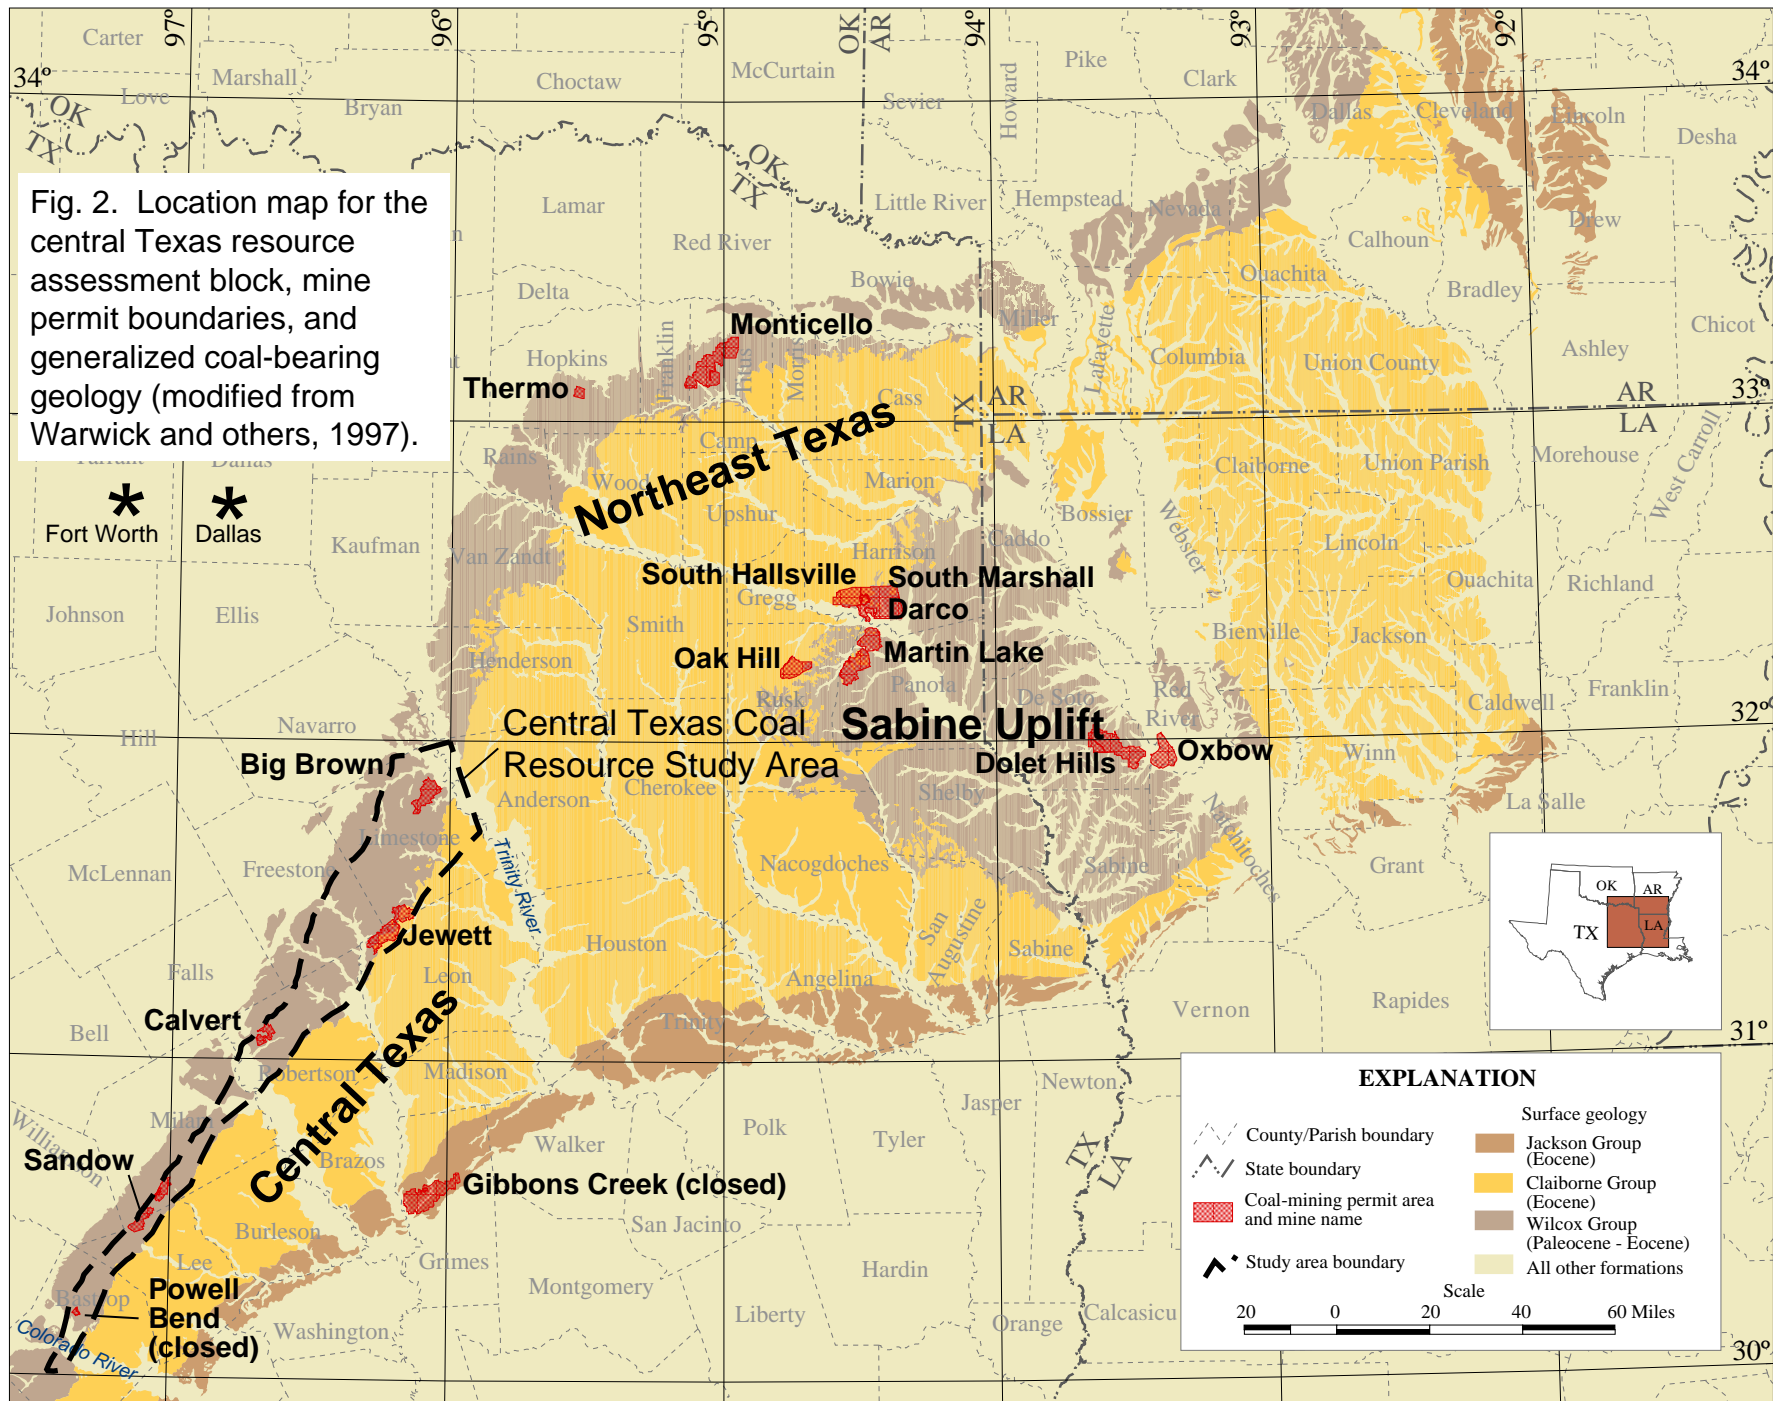 97°
96°
95°
94°
93°
92°
Carter
Marshall
Love
Bryan
Choctaw
McCurtain
OK
AR
Sevier
Howard
Pike
Clark
Dallas
Cleveland
Lincoln
Desha
34°
34°
OK
TX
OK
TX
Fig. 2. Location map for the
central Texas resource
assessment block, mine
permit boundaries, and
generalized coal-bearing
geology (modified from
Warwick and others, 1997).
Lamar
Red River
Little River
Hempstead
Nevada
Calhoun
Drew
Delta
Bowie
Miller
Lafayette
Ouachita
Bradley
Chicot
Hopkins
Franklin
Titus
Morris
Monticello
Thermo
Columbia
Union County
Ashley
Cass
TX
AR
LA
AR
LA
33°
Camp
Northeast Texas
Rains
Wood
Marion
Claiborne
Union Parish
Morehouse
West Carroll
Tarrant
Dallas
*
*
Fort Worth
Dallas
Kaufman
Van Zandt
Upshur
Harrison
Caddo
Bossier
Webster
Lincoln
Ouachita
Richland
South Hallsville
South Marshall
Gregg
Darco
Johnson
Ellis
Smith
Bienville
Jackson
Henderson
Oak Hill
Martin Lake
Rusk
Panola
De Soto
Red
River
Caldwell
Franklin
32°
Hill
Navarro
Central Texas Coal
Resource Study Area
Sabine Uplift
Dolet Hills
Oxbow
Winn
Big Brown
Anderson
Cherokee
Shelby
Natchitoches
La Salle
McLennan
Limestone
Freestone
Trinity River
Nacogdoches
Sabine
Grant
OK
AR
TX
LA
Jewett
Houston
San
Augustine
Sabine
Falls
Leon
Angelina
Vernon
Rapides
Bell
Calvert
Central Texas
Trinity
31°
Robertson
Madison
Newton
Jasper
Milam
Williamson
Walker
Polk
Tyler
TX
LA
Sandow
Brazos
Gibbons Creek (closed)
Burleson
San Jacinto
Lee
Grimes
Montgomery
Hardin
Bastrop
Powell
Bend
(closed)
Liberty
Orange
Calcasicu
Washington
Colorado River
30°
EXPLANATION
County/Parish boundary
State boundary
Coal-mining permit area
and mine name
Study area boundary
Surface geology
Jackson Group
(Eocene)
Claiborne Group
(Eocene)
Wilcox Group
(Paleocene - Eocene)
All other formations
Scale
20 0 20 40 60 Miles